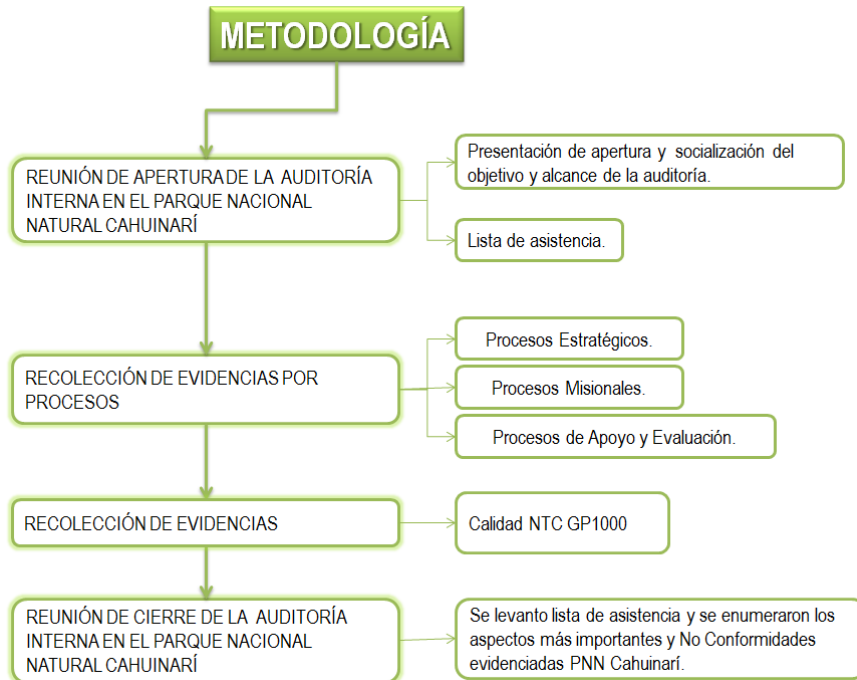 METODOLOGÍA
REUNIÓN DE APERTURA DE LA AUDITORÍA
INTERNA EN EL PARQUE NACIONAL
NATURAL CAHUINARÍ
Presentación de apertura y socialización del
objetivo y alcance de la auditoría.
Lista de asistencia.
RECOLECCIÓN DE EVIDENCIAS POR
PROCESOS
Procesos Estratégicos.
Procesos Misionales.
Procesos de Apoyo y Evaluación.
RECOLECCIÓN DE EVIDENCIAS
Calidad NTC GP1000
REUNIÓN DE CIERRE DE LA AUDITORÍA
INTERNA EN EL PARQUE NACIONAL
NATURAL CAHUINARÍ
Se levanto lista de asistencia y se enumeraron los
aspectos más importantes y No Conformidades
evidenciadas PNN Cahuinarí.